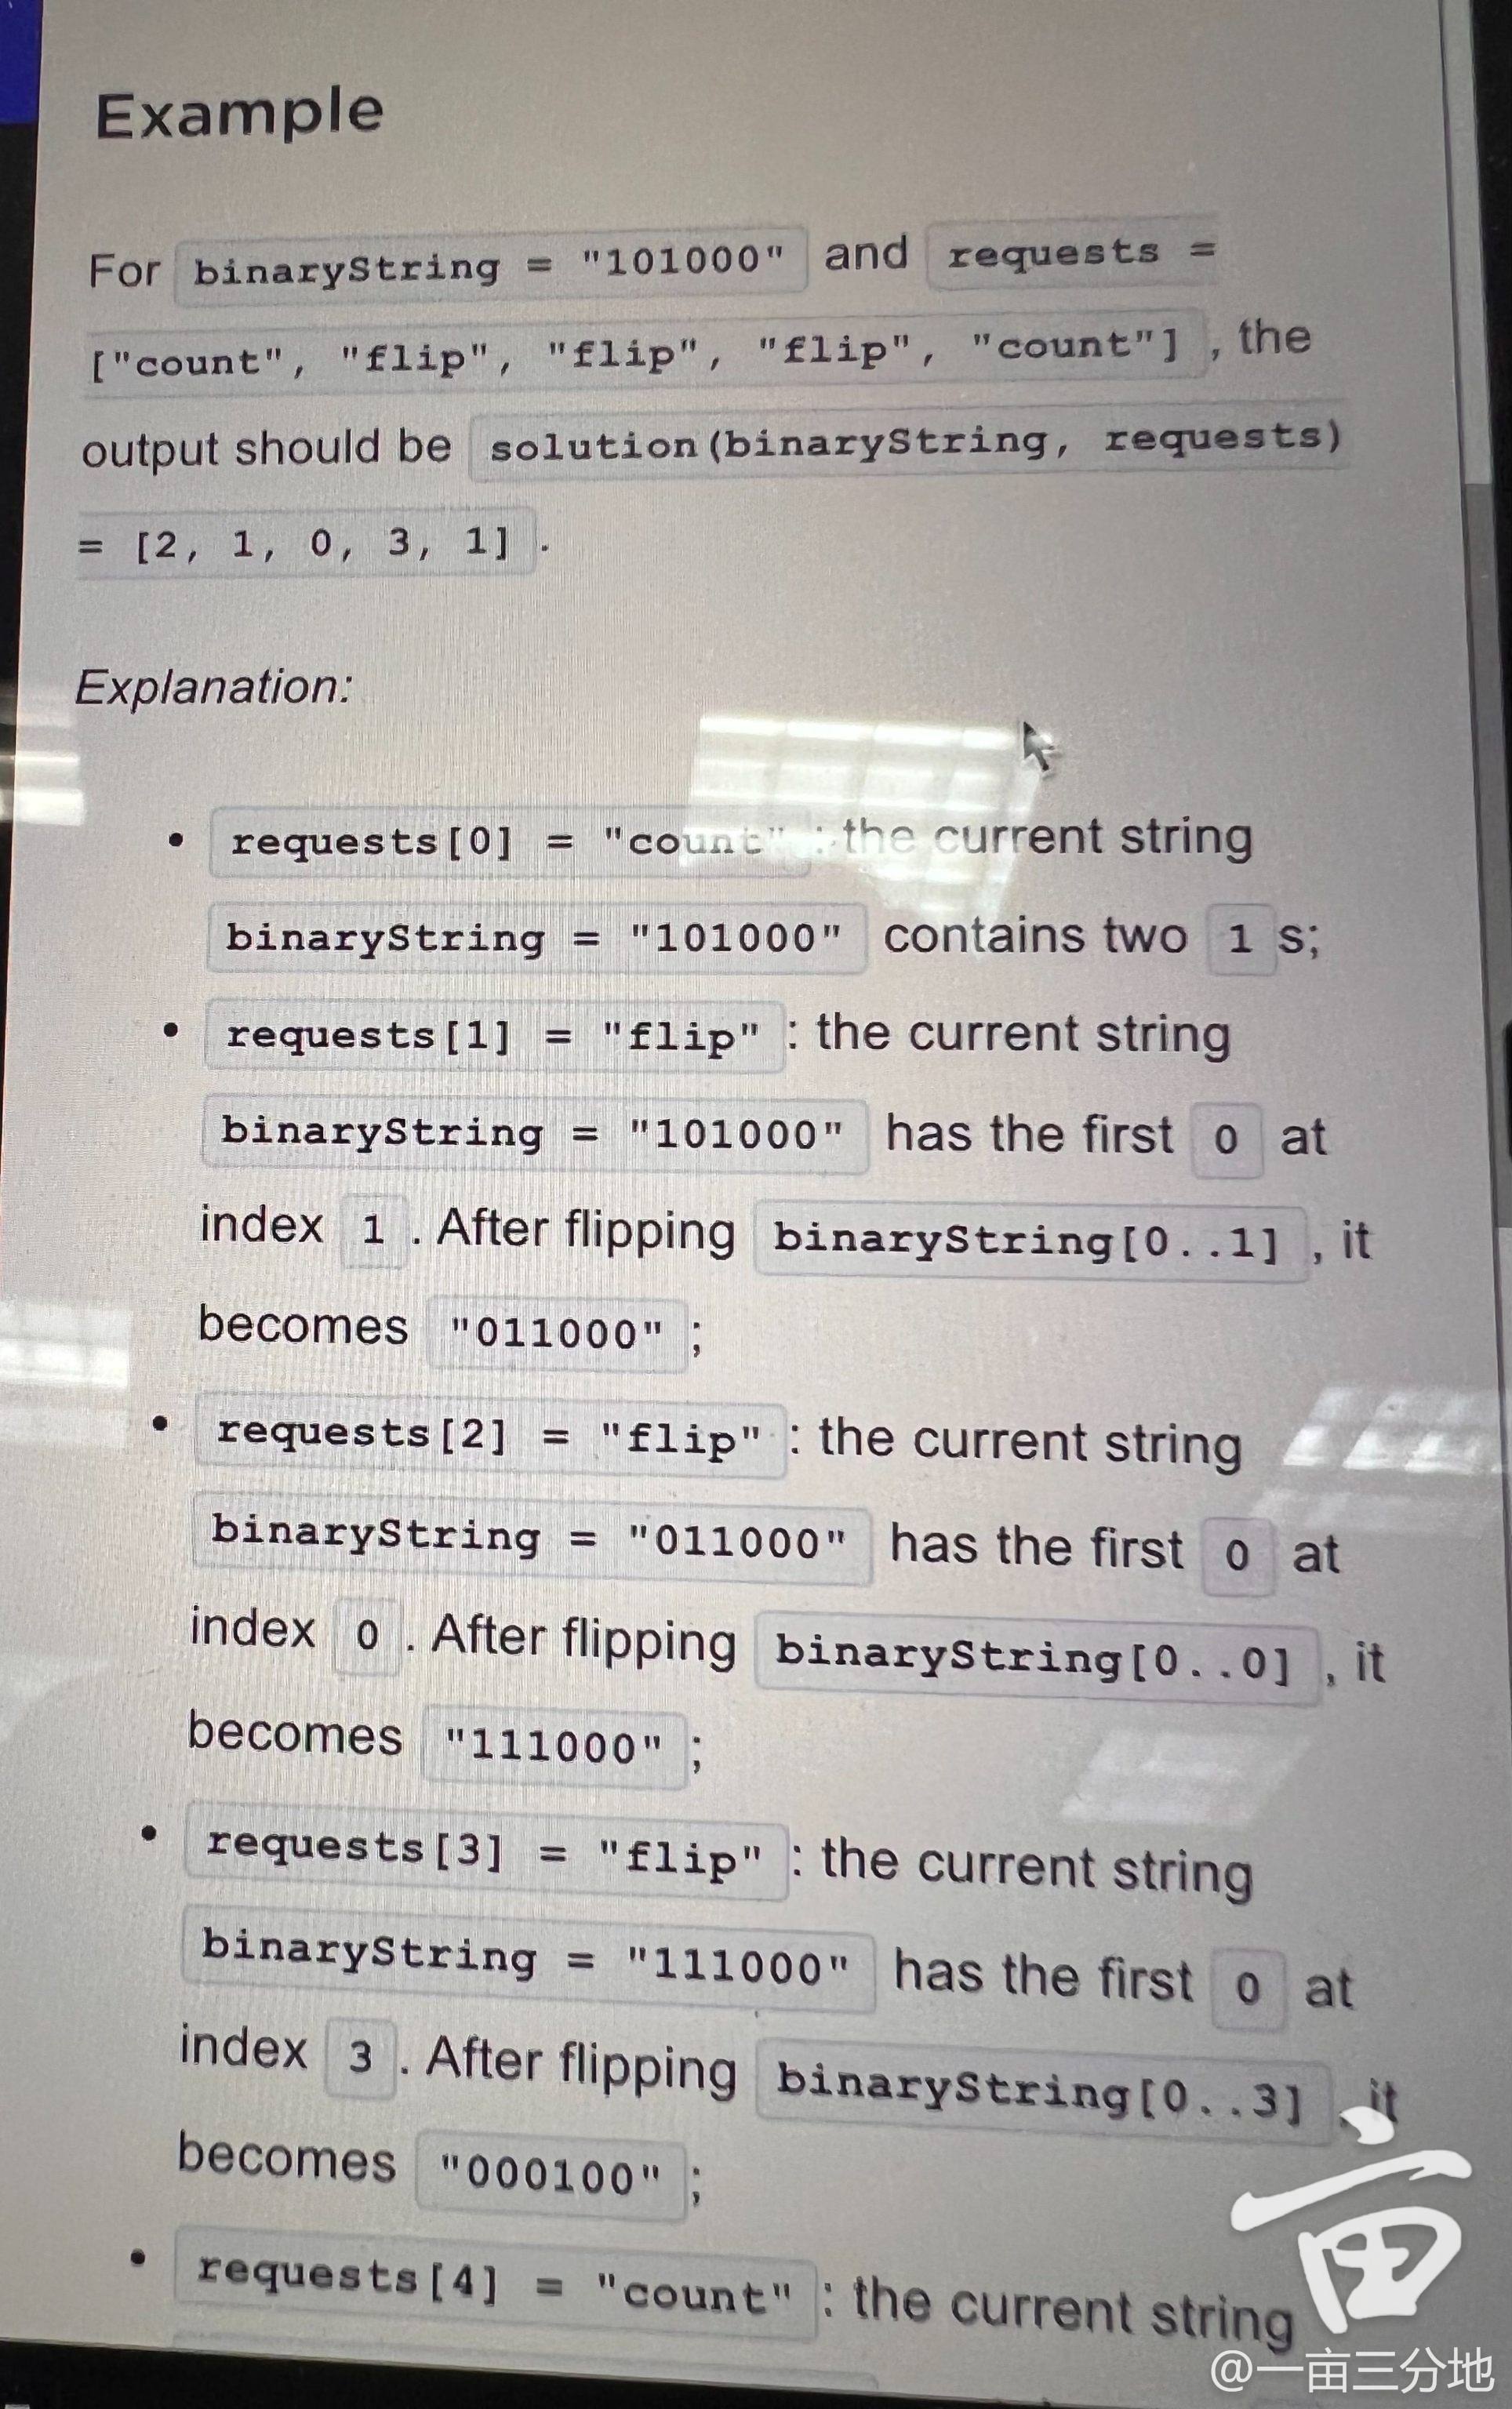 Example
For binaryString = "101000" and requests =
["count", "flip", "flip", "flip", "count"] , the
output should be solution(binaryString, requests)
= [2, 1, 0, 3, 1] .
Explanation:
• requests[0] = "count" : the current string
binaryString = "101000" contains two 1 s;
• requests[1] = "flip" : the current string
binaryString = "101000" has the first 0 at
index 1 . After flipping binaryString[0..1] , it
becomes "011000" ;
• requests[2] = "flip" : the current string
binaryString = "011000" has the first 0 at
index 0 . After flipping binaryString[0..0] , it
becomes "111000" ;
• requests[3] = "flip" : the current string
binaryString = "111000" has the first 0 at
index 3 . After flipping binaryString[0..3] , it
becomes "000100" ;
• requests[4] = "count" : the current string
亩
@一亩三分地